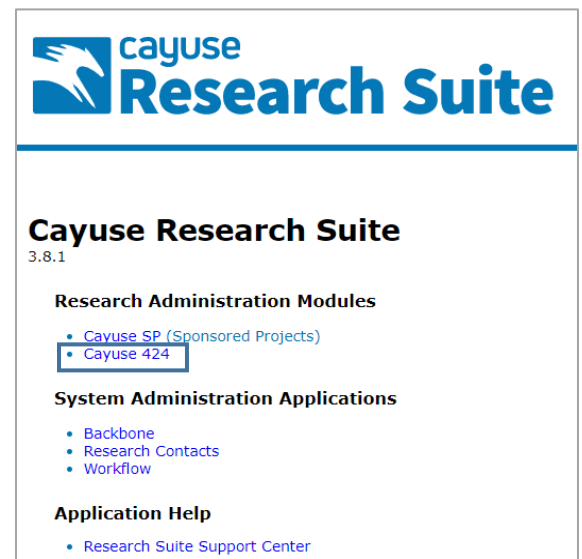 cayuse
Research Suite
Cayuse Research Suite
3.8.1
Research Administration Modules
Cayuse SP (Sponsored Projects)
Cayuse 424
System Administration Applications
Backbone
Research Contacts
Workflow
Application Help
Research Suite Support Center